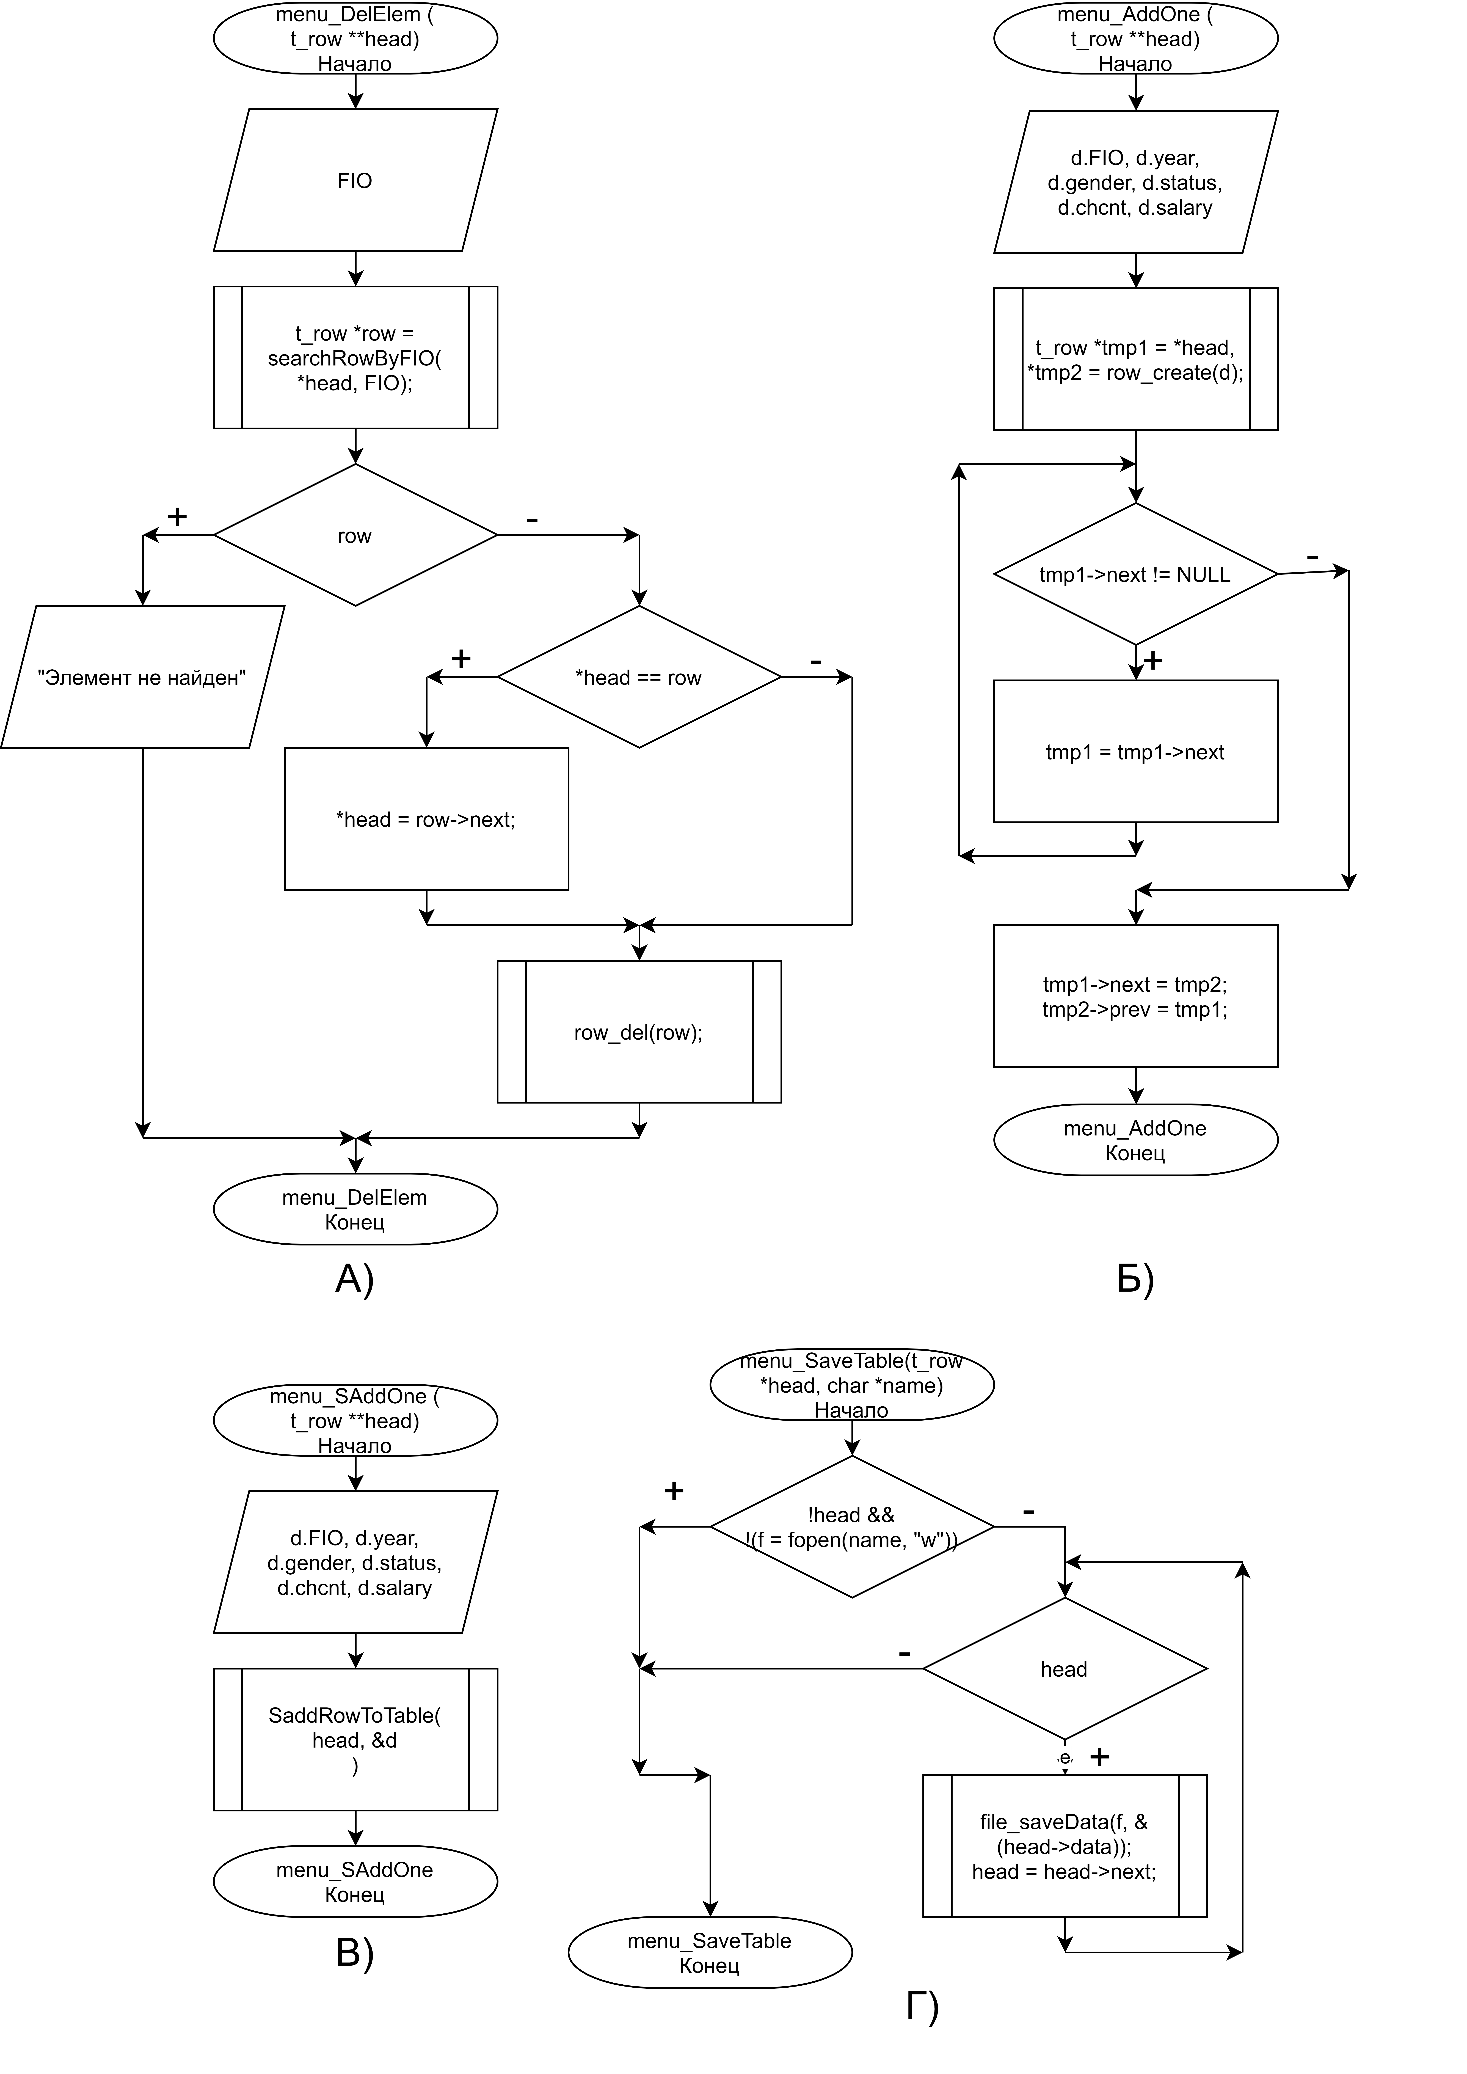 menu_DelElem (
t_row **head)
Начало
FIO
t_row *row =
searchRowByFIO(
*head, FIO);
row
+
-
"Элемент не найден"
*head == row
+
-
*head = row->next;
row_del(row);
menu_DelElem
Конец
А)
menu_AddOne (
t_row **head)
Начало
d.FIO, d.year,
d.gender, d.status,
d.chcnt, d.salary
t_row *tmp1 = *head,
*tmp2 = row_create(d);
tmp1->next != NULL
-
+
tmp1 = tmp1->next
tmp1->next = tmp2;
tmp2->prev = tmp1;
menu_AddOne
Конец
Б)
menu_SAddOne (
t_row **head)
Начало
d.FIO, d.year,
d.gender, d.status,
d.chcnt, d.salary
SaddRowToTable(
head, &d
)
menu_SAddOne
Конец
В)
menu_SaveTable(t_row
*head, char *name)
Начало
+
-
!head &&
!(f = fopen(name, "w"))
-
head
+
file_saveData(f, &
(head->data));
head = head->next;
menu_SaveTable
Конец
Г)